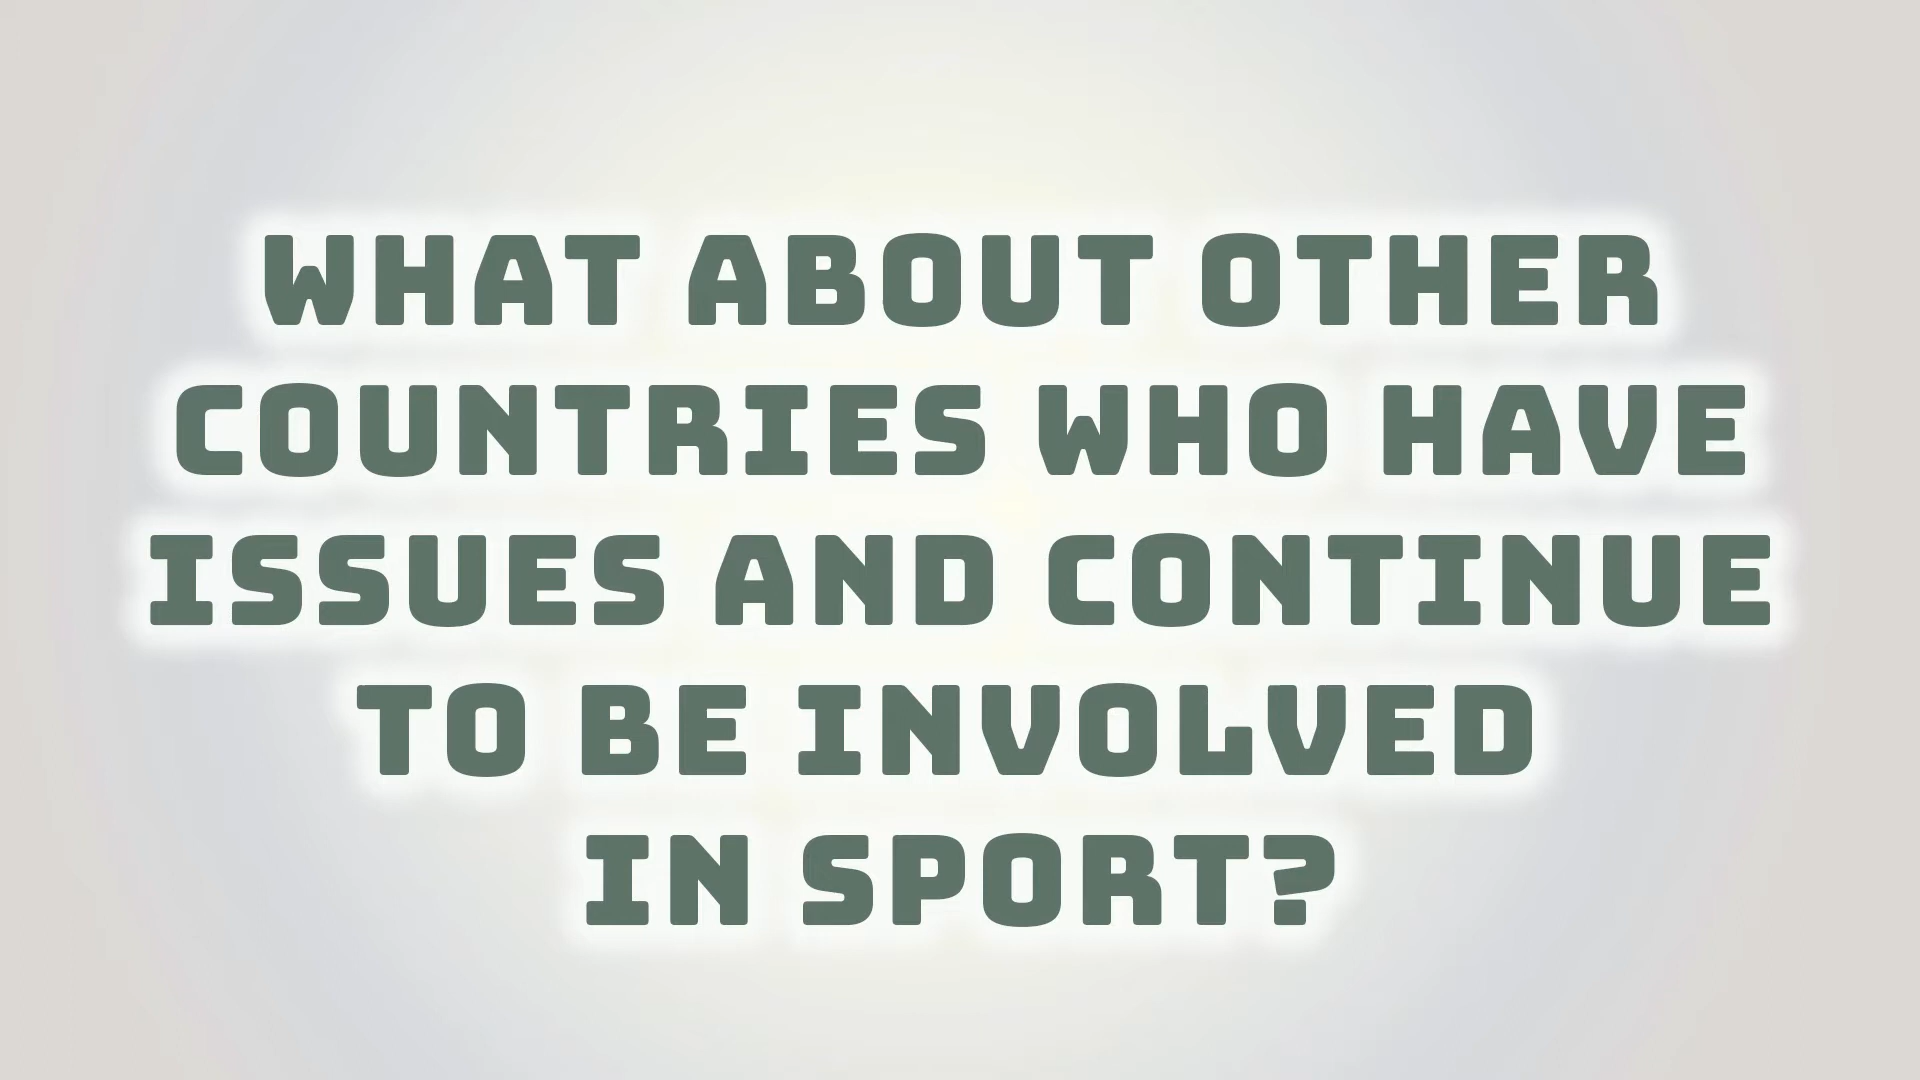 WHAT ABOUT OTHER
COUNTRIES WHO HAVE
ISSUES AND CONTINUE
TO BE INVOLVED
IN SPORT?